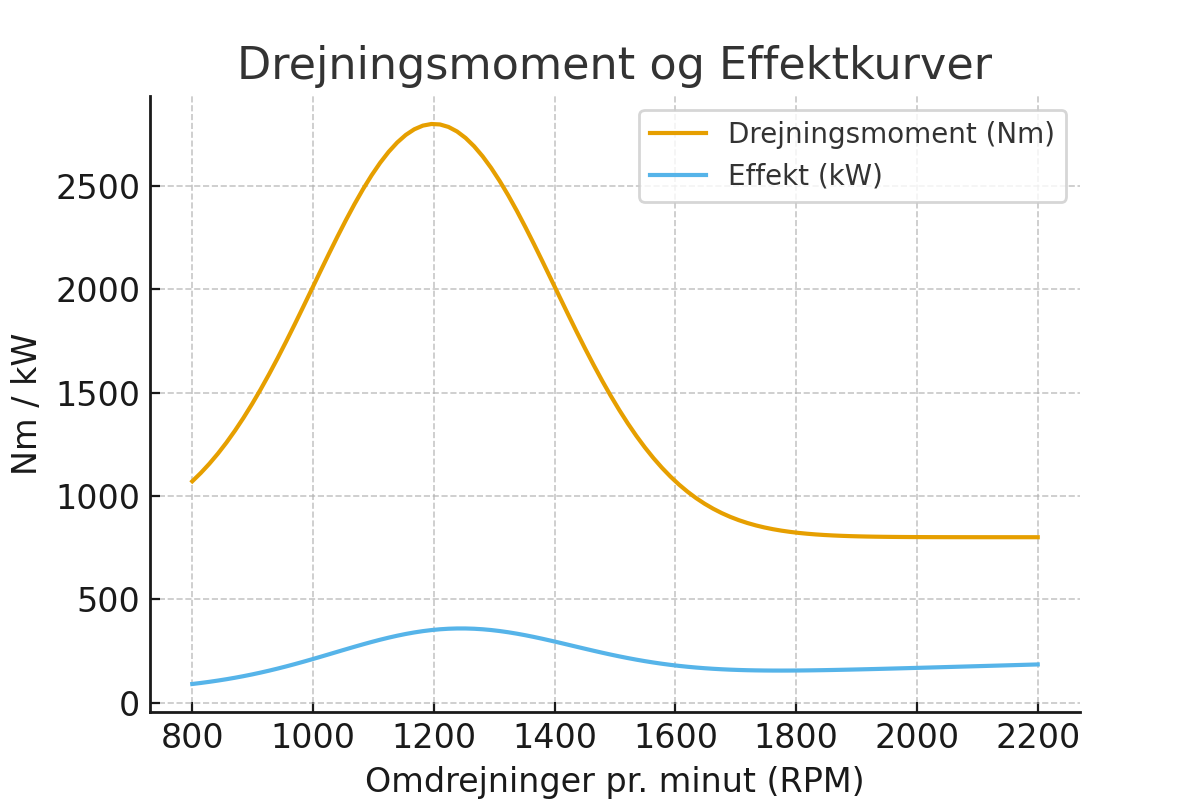 Drejningsmoment og Effektkurver
Drejningsmoment (Nm)
Effekt (kW)
Nm / kW
2500
2000
1500
1000
500
0
800 1000 1200 1400 1600 1800 2000 2200
Omdrejninger pr. minut (RPM)